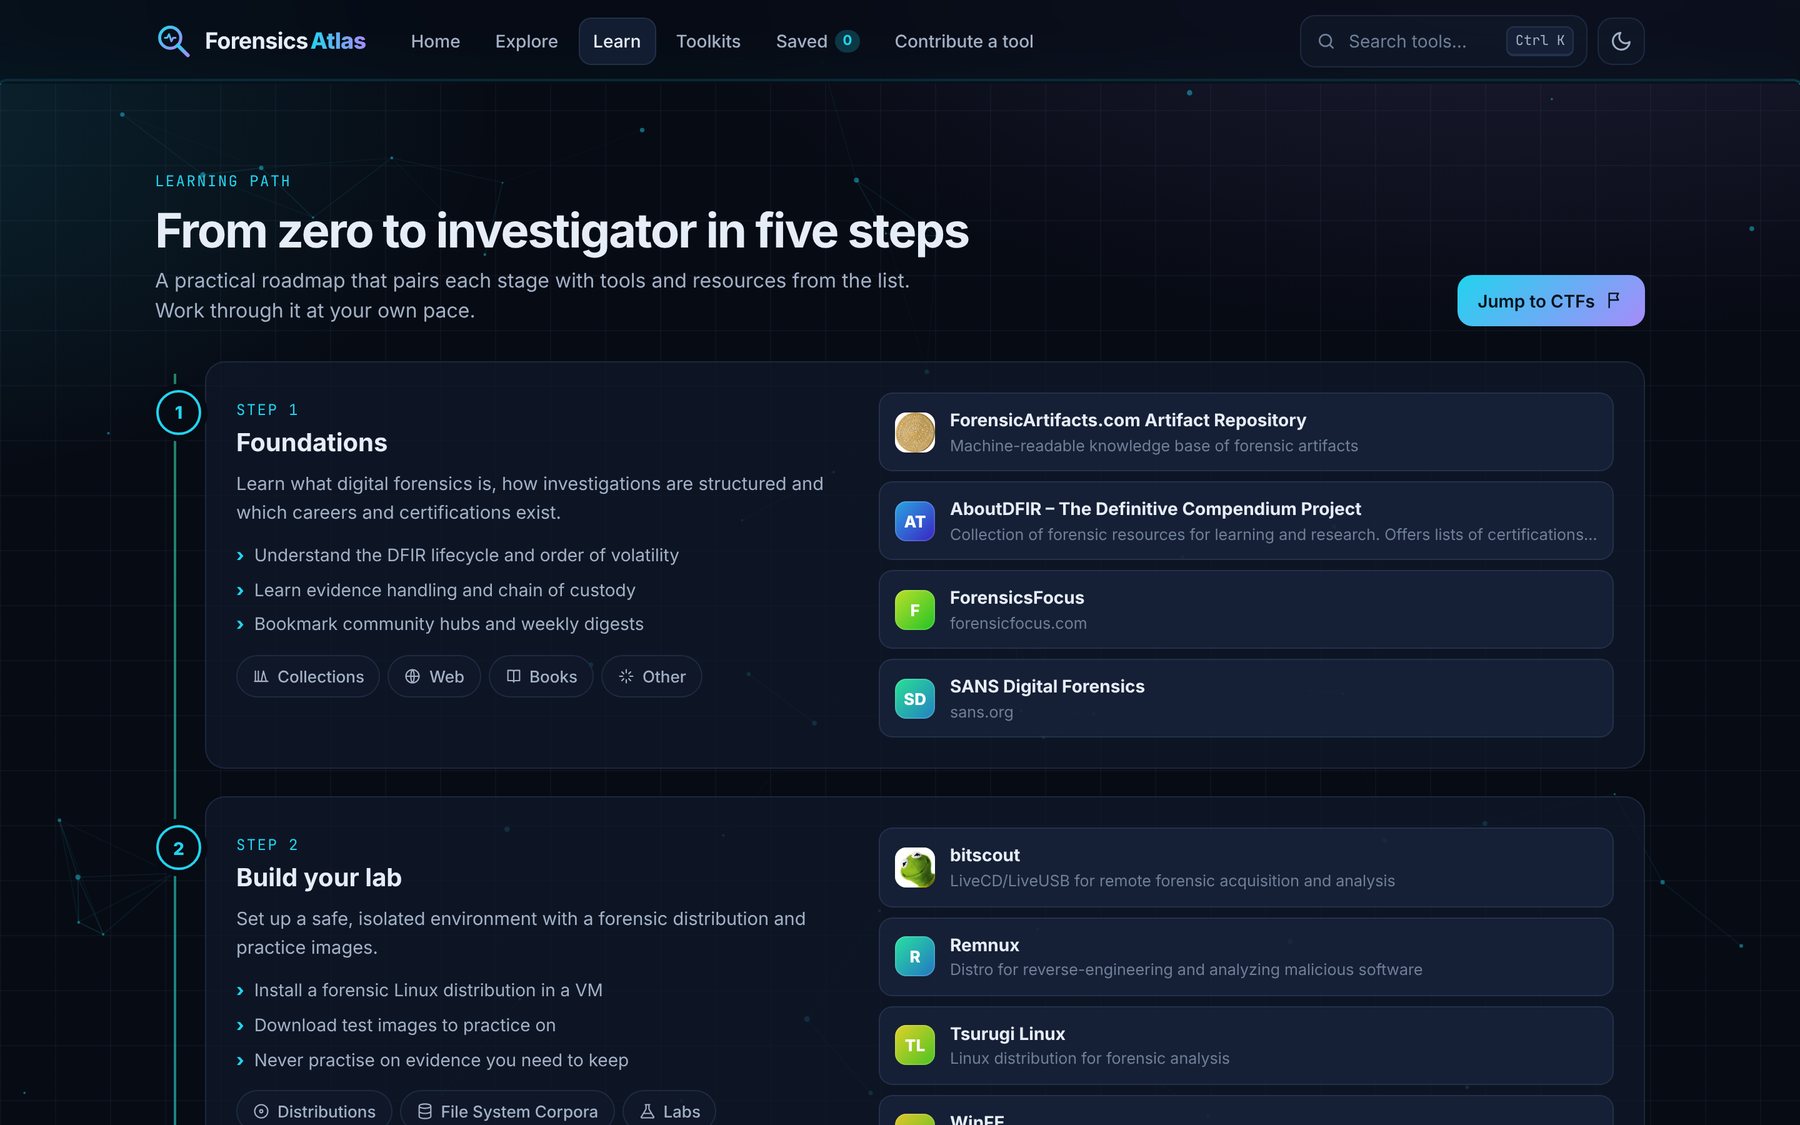 ForensicsAtlas
Home
Explore
Learn
Toolkits
Saved 0
Contribute a tool
Search tools...
Ctrl K
LEARNING PATH
From zero to investigator in five steps
A practical roadmap that pairs each stage with tools and resources from the list.
Work through it at your own pace.
Jump to CTFs
1
STEP 1
Foundations
Learn what digital forensics is, how investigations are structured and
which careers and certifications exist.
› Understand the DFIR lifecycle and order of volatility
› Learn evidence handling and chain of custody
› Bookmark community hubs and weekly digests
Collections
Web
Books
Other
ForensicArtifacts.com Artifact Repository
Machine-readable knowledge base of forensic artifacts
AT
AboutDFIR – The Definitive Compendium Project
Collection of forensic resources for learning and research. Offers lists of certifications...
F
ForensicsFocus
forensicfocus.com
SD
SANS Digital Forensics
sans.org
2
STEP 2
Build your lab
Set up a safe, isolated environment with a forensic distribution and
practice images.
› Install a forensic Linux distribution in a VM
› Download test images to practice on
› Never practise on evidence you need to keep
Distributions
File System Corpora
Labs
bitscout
LiveCD/LiveUSB for remote forensic acquisition and analysis
R
Remnux
Distro for reverse-engineering and analyzing malicious software
TL
Tsurugi Linux
Linux distribution for forensic analysis
WinFE